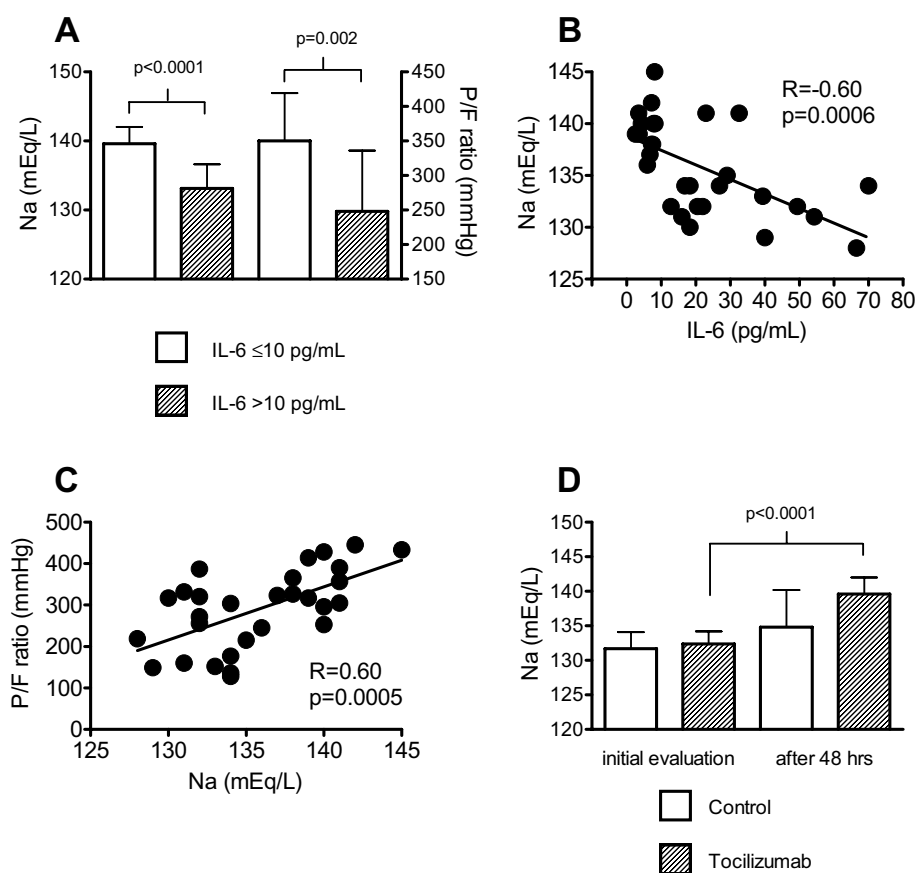 A
p<0.0001
p=0.002
150
140
130
120
Na (mEq/L)
450
400
350
300
250
200
150
P/F ratio (mmHg)
IL-6 ≤10 pg/mL
IL-6 >10 pg/mL
B
R=-0.60
p=0.0006
145
140
135
130
125
Na (mEq/L)
0 10 20 30 40 50 60 70 80
IL-6 (pg/mL)
C
500
400
300
200
100
0
P/F ratio (mmHg)
R=0.60
p=0.0005
125 130 135 140 145
Na (mEq/L)
D
p<0.0001
150
145
140
135
130
125
120
Na (mEq/L)
initial evaluation after 48 hrs
Control
Tocilizumab